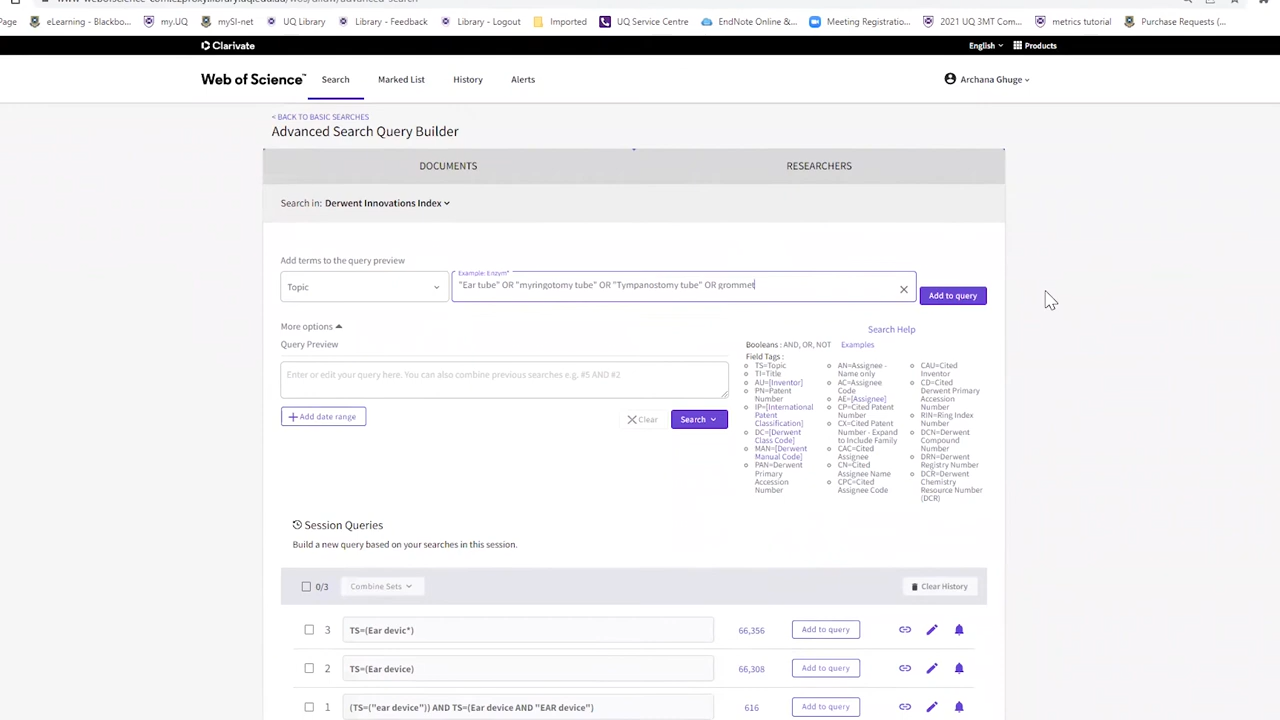 Page eLearning - Blackbo... my.UQ mySI-net UQ Library Library - Feedback Library - Logout Imported UQ Service Centre EndNote Online &... Meeting Registratio... 2021 UQ 3MT Com... metrics tutorial Purchase Requests (...
Clarivate English Products
Web of Science™ Search Marked List History Alerts Archana Ghuge
< BACK TO BASIC SEARCHES
Advanced Search Query Builder
DOCUMENTS RESEARCHERS
Search in: Derwent Innovations Index
Add terms to the query preview
Topic
Example: Enzym*
"Ear tube" OR "myringotomy tube" OR "Tympanostomy tube" OR grommet
Add to query
More options
Query Preview
Enter or edit your query here. You can also combine previous searches e.g. #5 AND #2
+ Add date range
Clear
Search
Search Help
Booleans : AND, OR, NOT Examples
Field Tags :
TS=Topic
TI=Title
AU=[Inventor]
PN=Patent
Number
IP=[International
Patent
Classification]
DC=[Derwent
Class Code]
MAN=[Derwent
Manual Code]
PAN=Derwent
Primary
Accession
Number
AN=Assignee -
Name only
AC=Assignee
Code
AE=[Assignee]
CP=Cited Patent
Number
CX=Cited Patent
Number - Expand
to Include Family
CAC=Cited
Assignee
CN=Cited
Assignee Name
CPC=Cited
Assignee Code
CAU=Cited
Inventor
CD=Cited
Derwent Primary
Accession
Number
RIN=Ring Index
Number
DCN=Derwent
Compound
Number
DRN=Derwent
Registry Number
DCR=Derwent
Chemistry
Resource Number
(DCR)
Session Queries
Build a new query based on your searches in this session.
0/3 Combine Sets Clear History
3 TS=(Ear devic*) 66,356 Add to query
2 TS=(Ear device) 66,308 Add to query
1 (TS=("ear device")) AND TS=(Ear device AND "EAR device") 616 Add to query